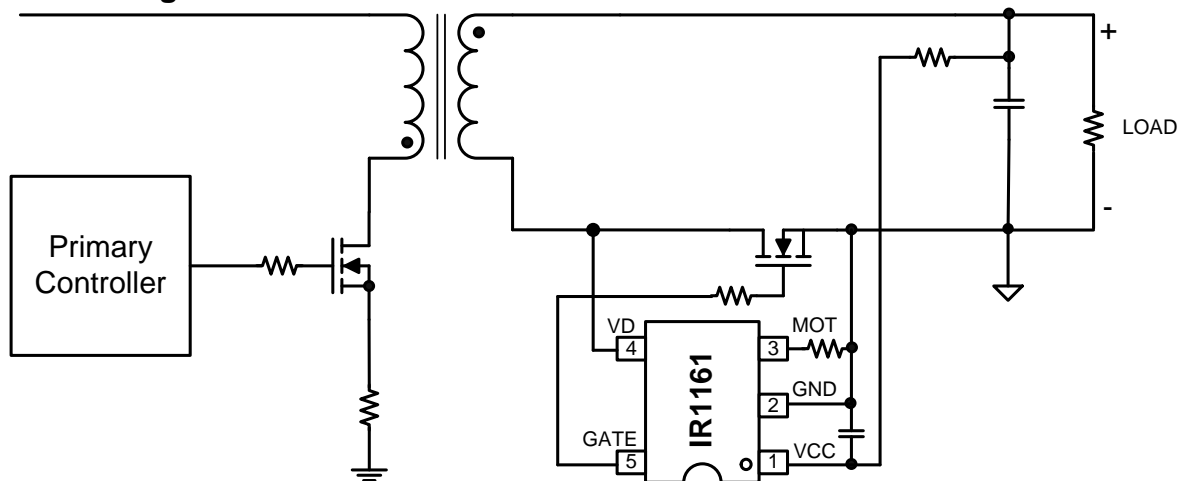 +
LOAD
-
Primary
Controller
VD
4
MOT
3
GND
2
IR1161
GATE
5
VCC
1